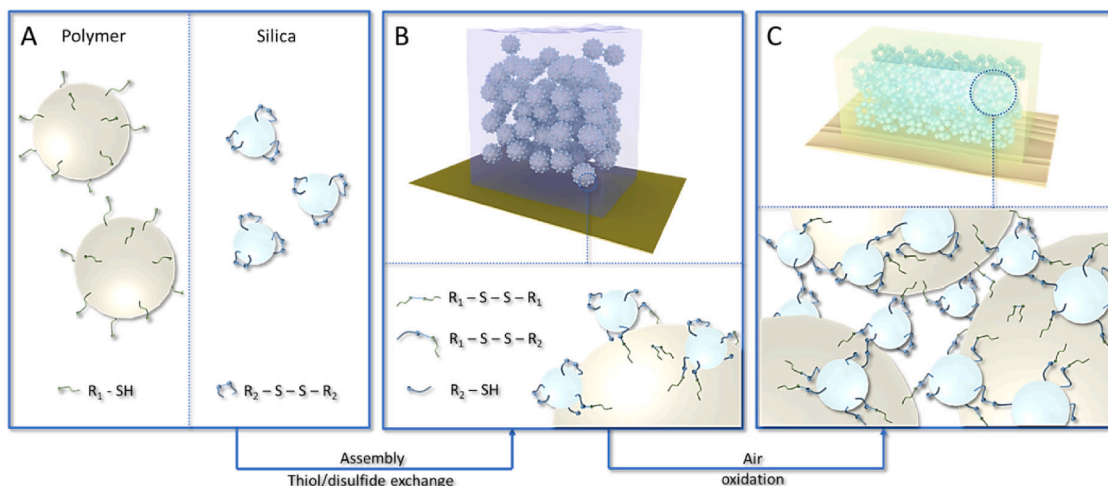 A
Polymer
Silica
R₁ - SH
R₂ – S – S – R₂
B
R₁ – S – S – R₁
R₁ – S – S – R₂
R₂ – SH
C
Assembly
Thiol/disulfide exchange
Air
oxidation